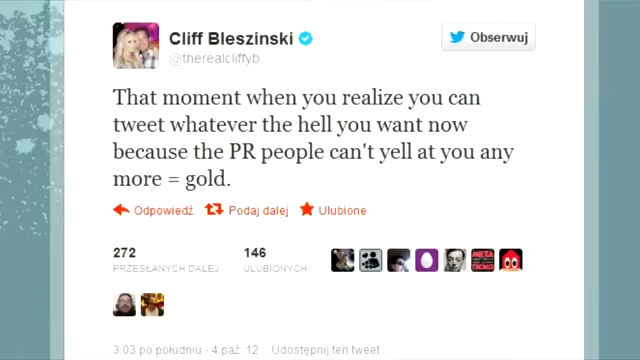 Cliff Bleszinski
@therealcliffyb
Obserwuj
That moment when you realize you can
tweet whatever the hell you want now
because the PR people can't yell at you any
more = gold.
Odpowiedź Podaj dalej Ulubione
272 146
PRZESŁANYCH DALEJ ULUBIONYCH
3:03 po południu - 4 paź, 12 Udostępnij ten tweet